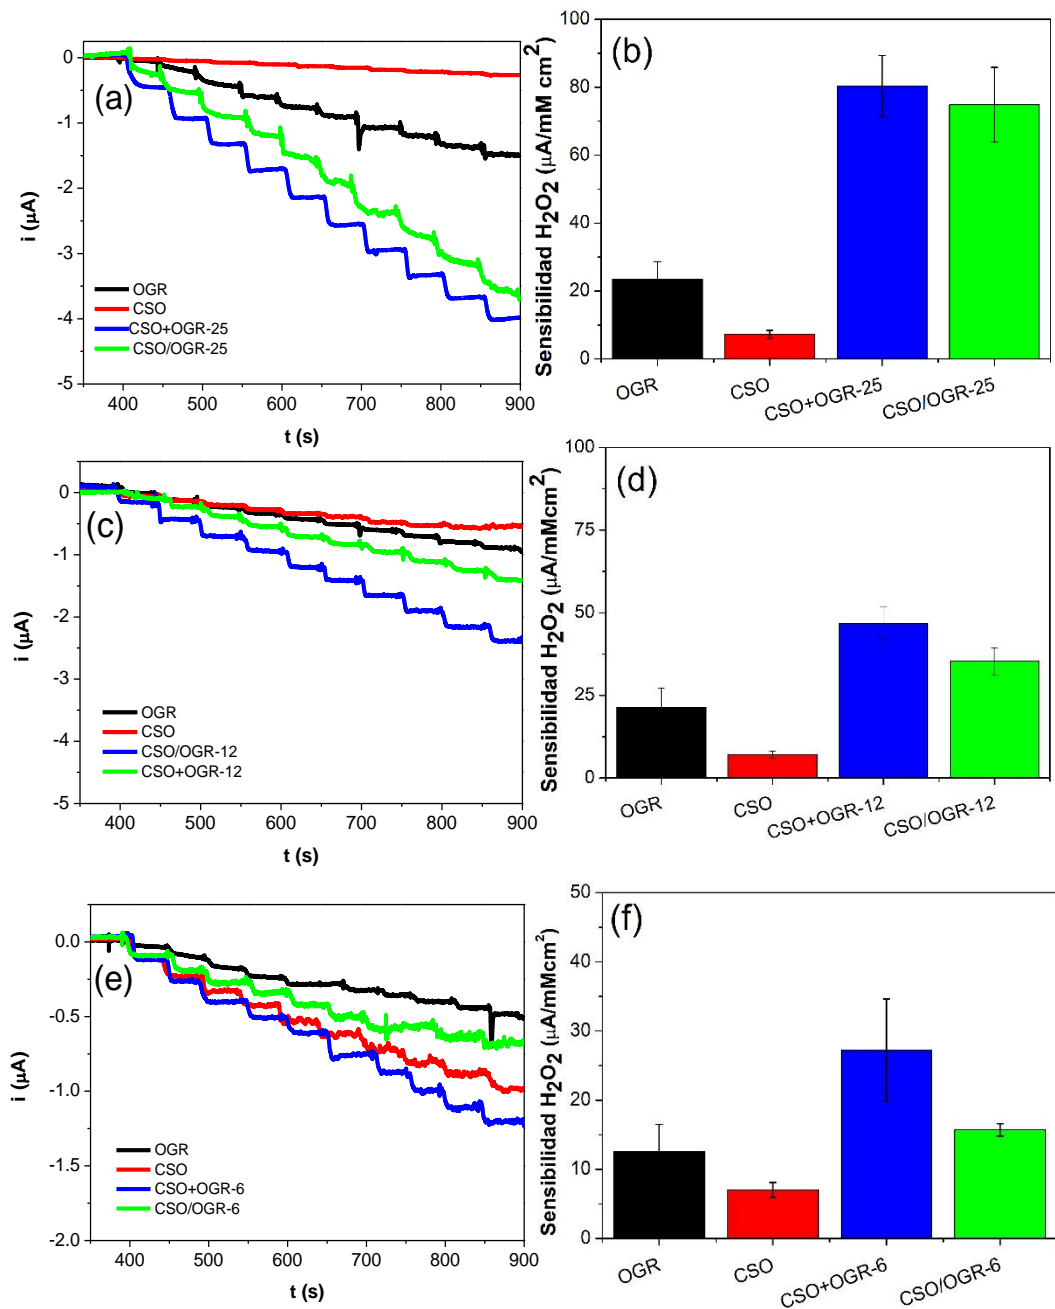 (a)
0
-1
-2
-3
-4
-5
i (µA)
OGR
CSO
CSO+OGR-25
CSO/OGR-25
400 500 600 700 800 900
t (s)
(b)
100
80
60
40
20
0
Sensibilidad H₂O₂ (µA/mM cm²)
OGR CSO CSO+OGR-25 CSO/OGR-25
(c)
0
-1
-2
-3
-4
-5
i (µA)
OGR
CSO
CSO/OGR-12
CSO+OGR-12
400 500 600 700 800 900
t (s)
(d)
100
75
50
25
0
Sensibilidad H₂O₂ (µA/mMcm²)
OGR CSO CSO+OGR-12 CSO/OGR-12
(e)
0.0
-0.5
-1.0
-1.5
-2.0
i (µA)
OGR
CSO
CSO+OGR-6
CSO/OGR-6
400 500 600 700 800 900
t (s)
(f)
50
40
30
20
10
0
Sensibilidad H₂O₂ (µA/mMcm²)
OGR CSO CSO+OGR-6 CSO/OGR-6